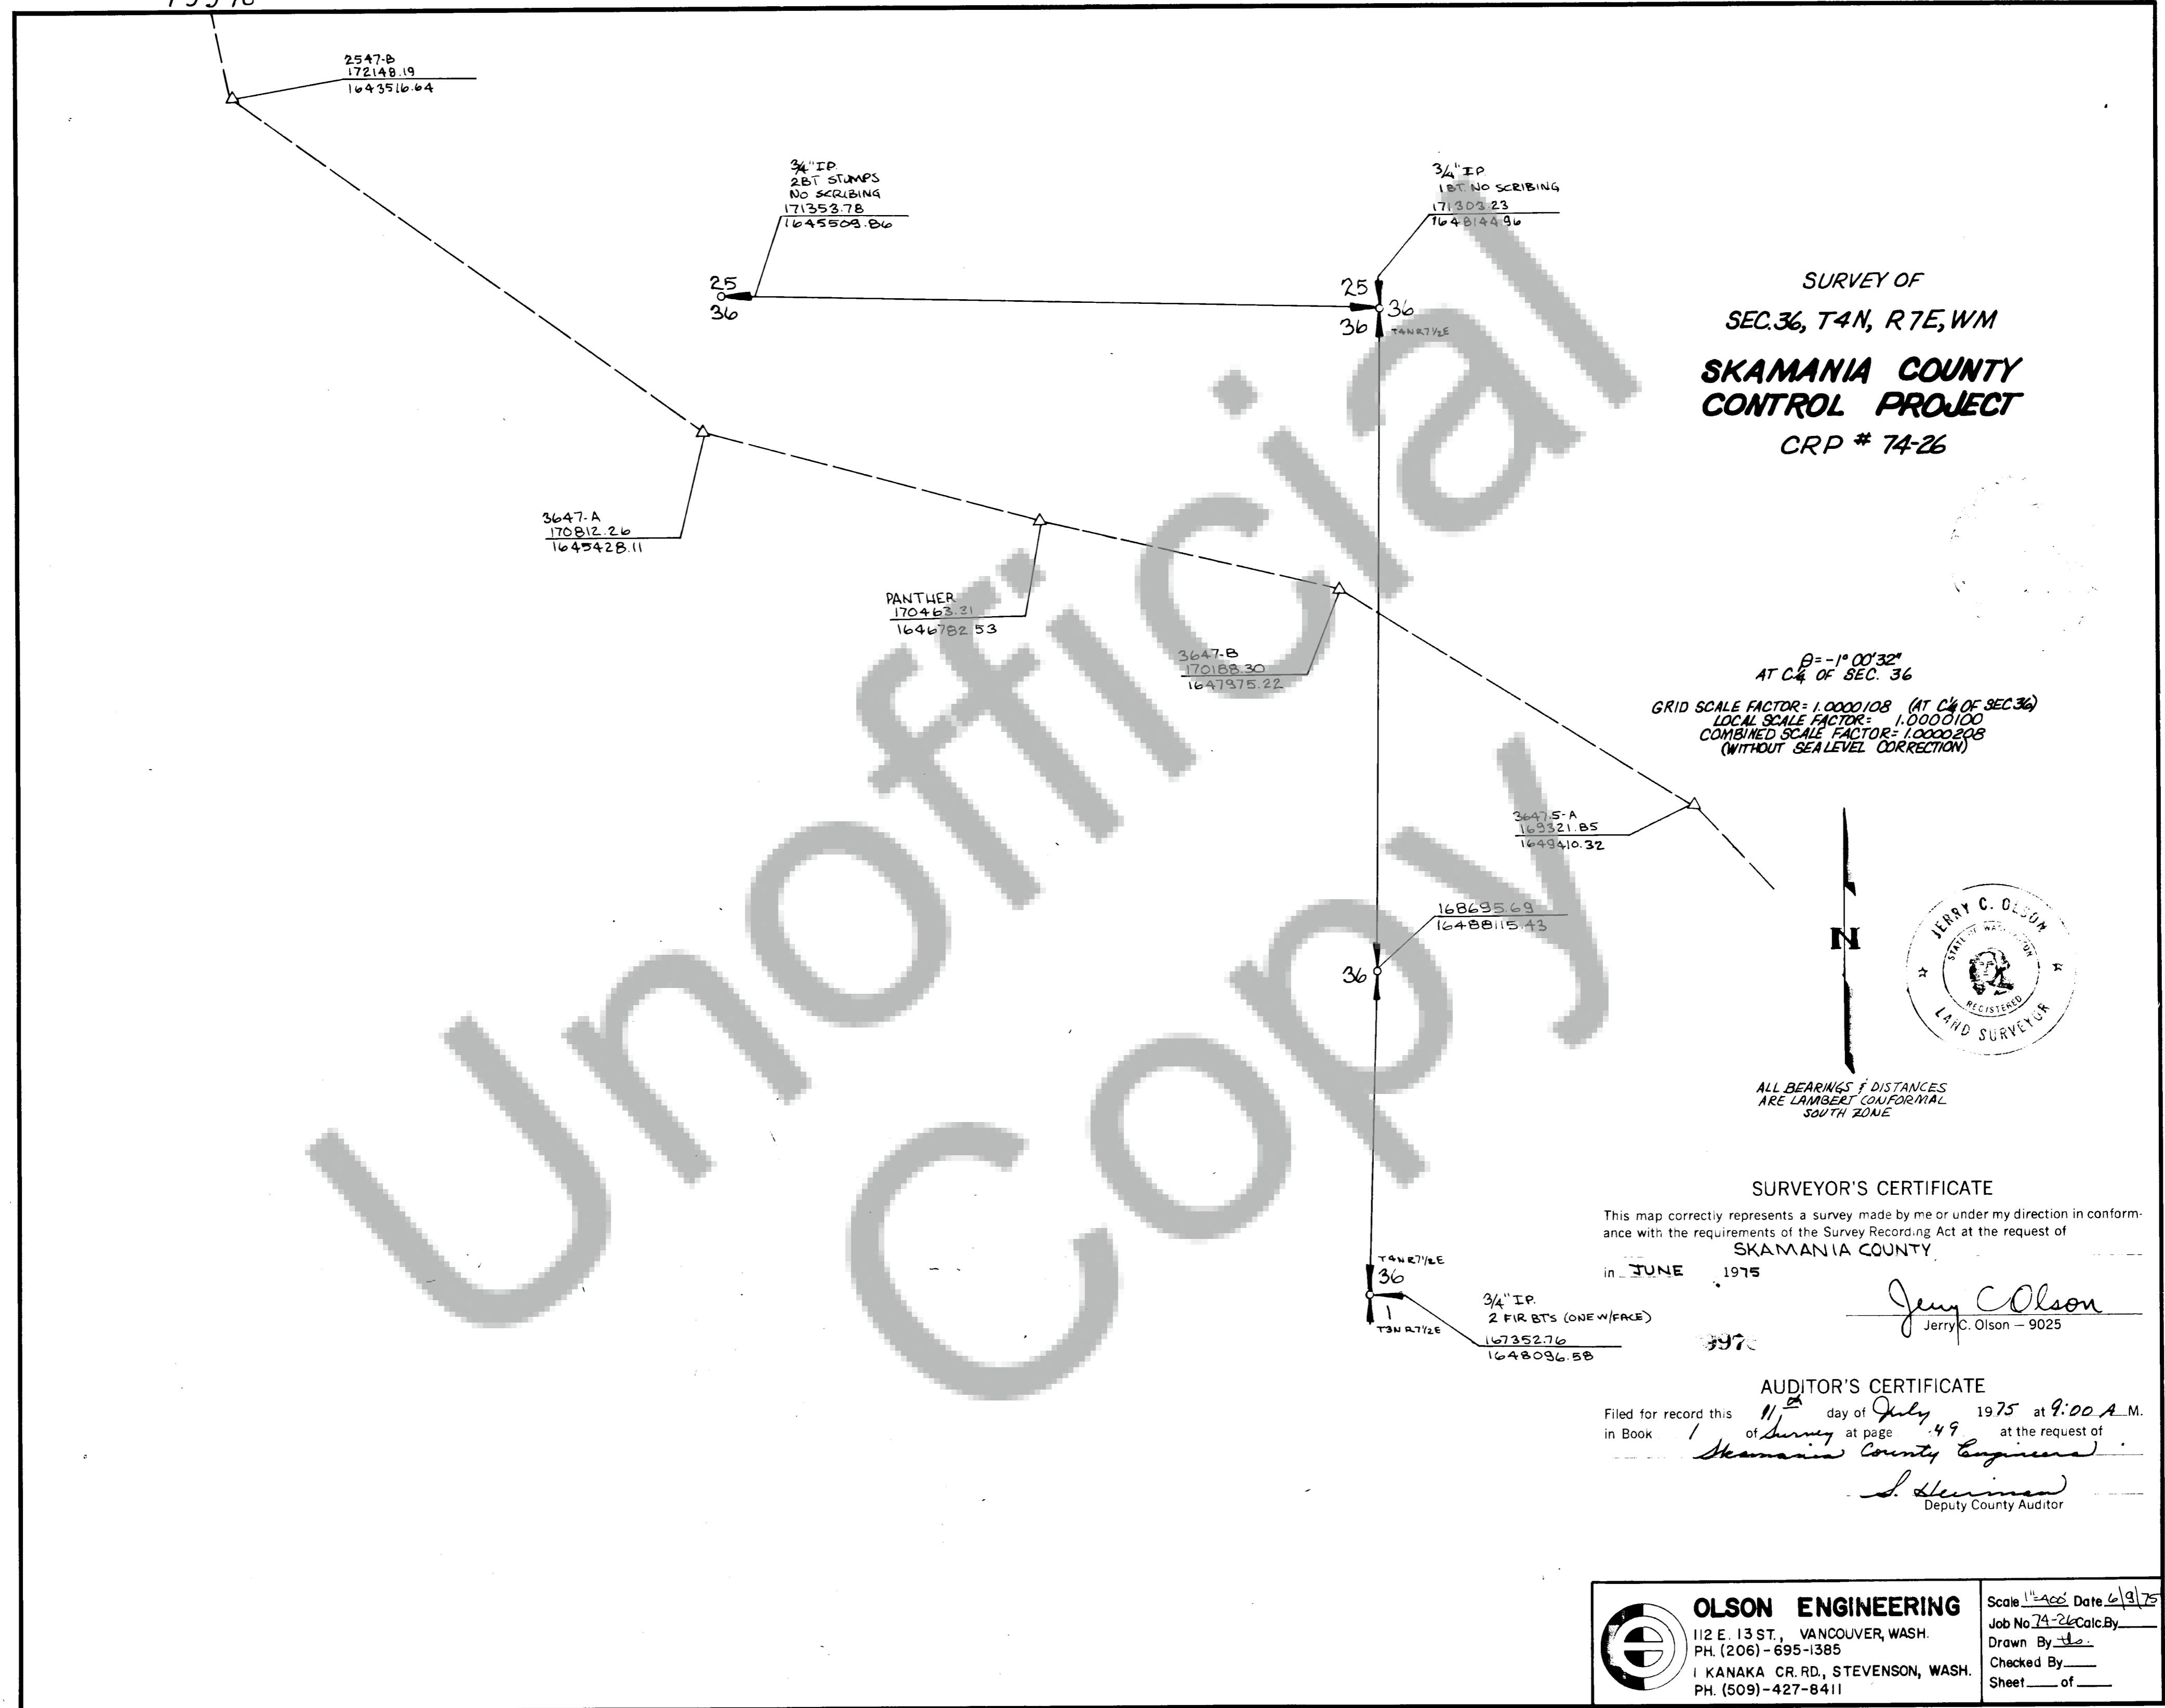 2547-B
172148.19
1643516.64
3/4" I.P.
2BT STUMPS
NO SCRIBING
171353.78
1645509.86
3/4" I.P.
1 BT. NO SCRIBING
171303.23
1648144.96
25
36
25
36
36
T4N R7 1/2E
3647-A
170812.26
1645428.11
PANTHER
170463.31
1646782.53
3647-B
170188.30
1647975.22
3647.5-A
169321.85
1649410.32
168695.69
16488115.43
36
T4N R7 1/2E
36
1
T3N R7 1/2E
3/4" I.P.
2 FIR BTS (ONE W/FACE)
167352.76
1648096.58
Unofficial
Copy
SURVEY OF
SEC. 36, T4N, R7E, WM
SKAMANIA COUNTY
CONTROL PROJECT
CRP # 74-26
θ = -1° 00' 32"
AT C 1/4 OF SEC. 36
GRID SCALE FACTOR = 1.0000108 (AT C 1/4 OF SEC 36)
LOCAL SCALE FACTOR = 1.0000100
COMBINED SCALE FACTOR = 1.0000208
(WITHOUT SEA LEVEL CORRECTION)
N
JERRY C. OLSON
STATE OF WASHINGTON
REGISTERED
LAND SURVEYOR
ALL BEARINGS & DISTANCES
ARE LAMBERT CONFORMAL
SOUTH ZONE
SURVEYOR'S CERTIFICATE
This map correctly represents a survey made by me or under my direction in conform-
ance with the requirements of the Survey Recording Act at the request of
SKAMANIA COUNTY.
in JUNE 1975
Jerry C Olson
Jerry C. Olson — 9025
AUDITOR'S CERTIFICATE
Filed for record this 11th day of July 1975 at 9:00 A M.
in Book 1 of Survey at page 49 at the request of
Skamania County Engineers
Deputy County Auditor
OLSON ENGINEERING
112 E. 13 ST., VANCOUVER, WASH.
PH. (206)-695-1385
1 KANAKA CR. RD., STEVENSON, WASH.
PH. (509)-427-8411
Scale 1"=400' Date 6/9/75
Job No 74-26 Calc. By
Drawn By
Checked By
Sheet of